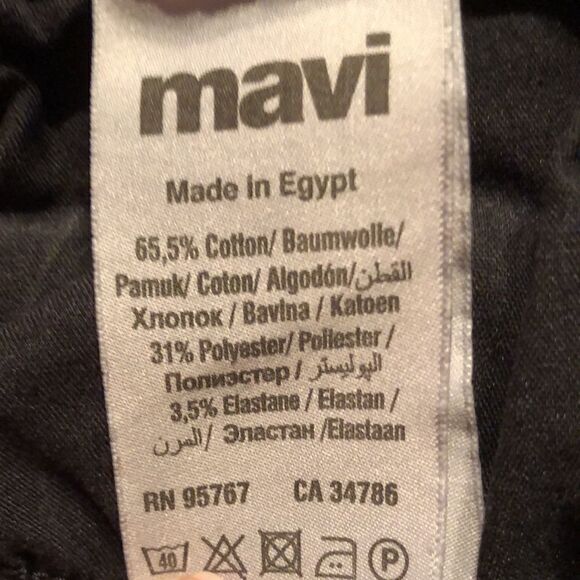 mavi
Made In Egypt
65,5% Cotton/ Baumwolle/
Pamuk/ Coton/ Algodón/القطن
Хлопок / Bavlna / Katoen
31% Polyester/ Poliester /
Полиэстер / البوليستر
3,5% Elastane / Elastan /
المرن/ Эластан /Elastaan
RN 95767 CA 34786
40 P